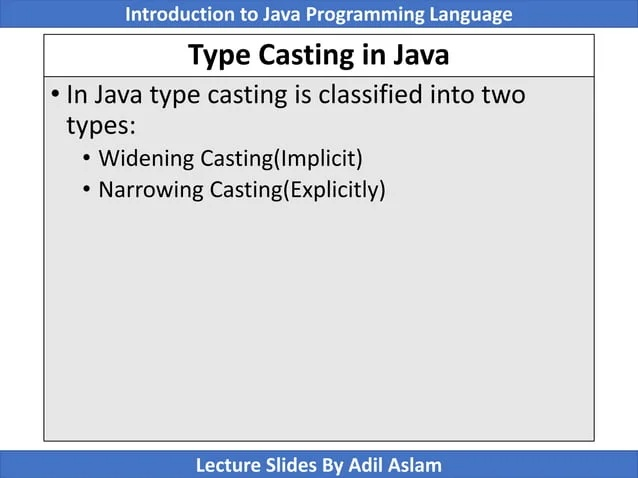 Introduction to Java Programming Language
Type Casting in Java
• In Java type casting is classified into two
types:
• Widening Casting(Implicit)
• Narrowing Casting(Explicitly)
Lecture Slides By Adil Aslam